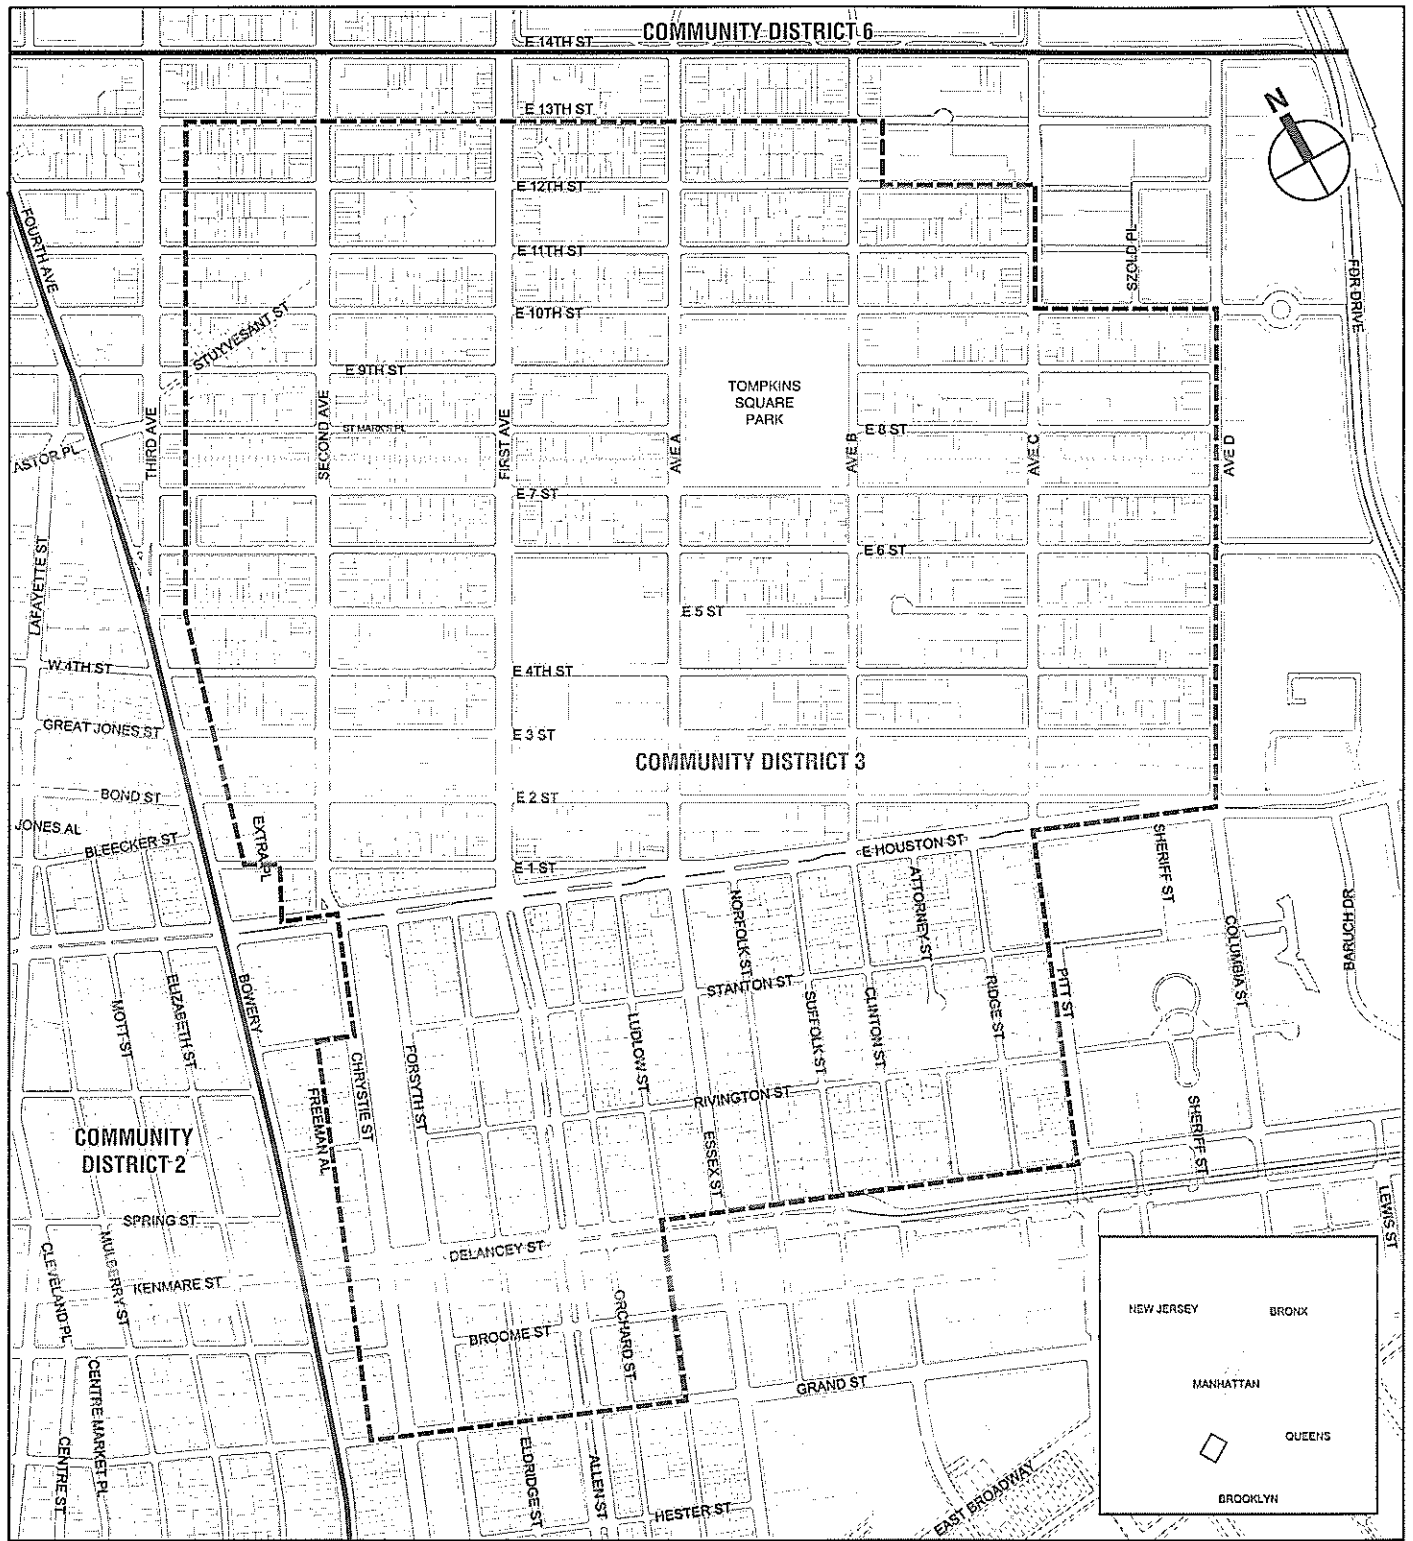 COMMUNITY DISTRICT 6
E 14TH ST
E 13TH ST
N
E 12TH ST
FOURTH AVE
E 11TH ST
SZOLD PL
FDR DRIVE
E 10TH ST
STUYVESANT ST
E 9TH ST
TOMPKINS
SQUARE
PARK
THIRD AVE
SECOND AVE
ST MARKS PL
FIRST AVE
AVE A
AVE B
E 8 ST
AVE C
AVE D
ASTOR PL
E 7 ST
E 6 ST
LAFAYETTE ST
E 5 ST
W 4TH ST
E 4TH ST
GREAT JONES ST
E 3 ST
COMMUNITY DISTRICT 3
BOND ST
E 2 ST
JONES AL
BLEECKER ST
EXTRA PL
E 1 ST
E HOUSTON ST
SHERIFF ST
NORFOLK ST
ATTORNEY ST
COLUMBIA ST
BARUCH DR
MOTT ST
ELIZABETH ST
BOWERY
STANTON ST
SUFFOLK ST
CLINTON ST
RIDGE ST
PITT ST
LUDLOW ST
FREEMAN AL
CHRYSTIE ST
FORSYTH ST
RIVINGTON ST
ESSEX ST
SHERIFF ST
COMMUNITY
DISTRICT 2
SPRING ST
LEWIS ST
CLEVELAND PL
MULBERRY ST
KENMARE ST
DELANCEY ST
BROOME ST
ORCHARD ST
GRAND ST
CENTRE ST
CENTRE MARKET PL
ELDRIDGE ST
ALLEN ST
HESTER ST
EAST BROADWAY
NEW JERSEY
BRONX
MANHATTAN
QUEENS
BROOKLYN